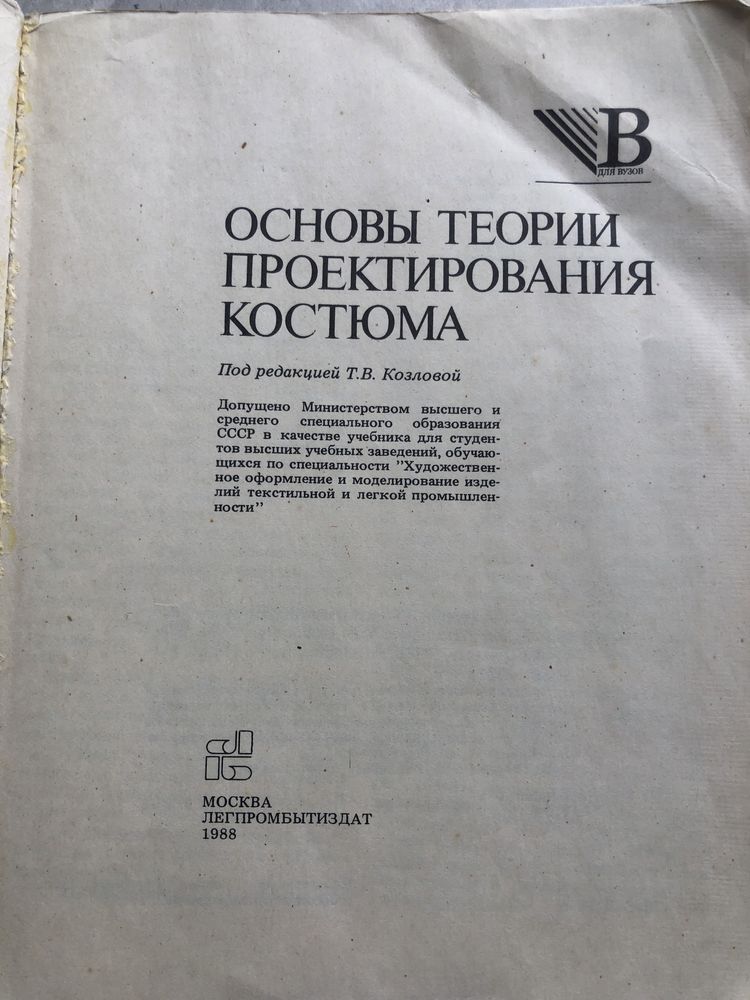 В
ДЛЯ ВУЗОВ
ОСНОВЫ ТЕОРИИ
ПРОЕКТИРОВАНИЯ
КОСТЮМА
Под редакцией Т.В. Козловой
Допущено Министерством высшего и
среднего специального образования
СССР в качестве учебника для студен-
тов высших учебных заведений, обучаю-
щихся по специальности "Художествен-
ное оформление и моделирование изде-
лий текстильной и легкой промышлен-
ности"
МОСКВА
ЛЕГПРОМБЫТИЗДАТ
1988